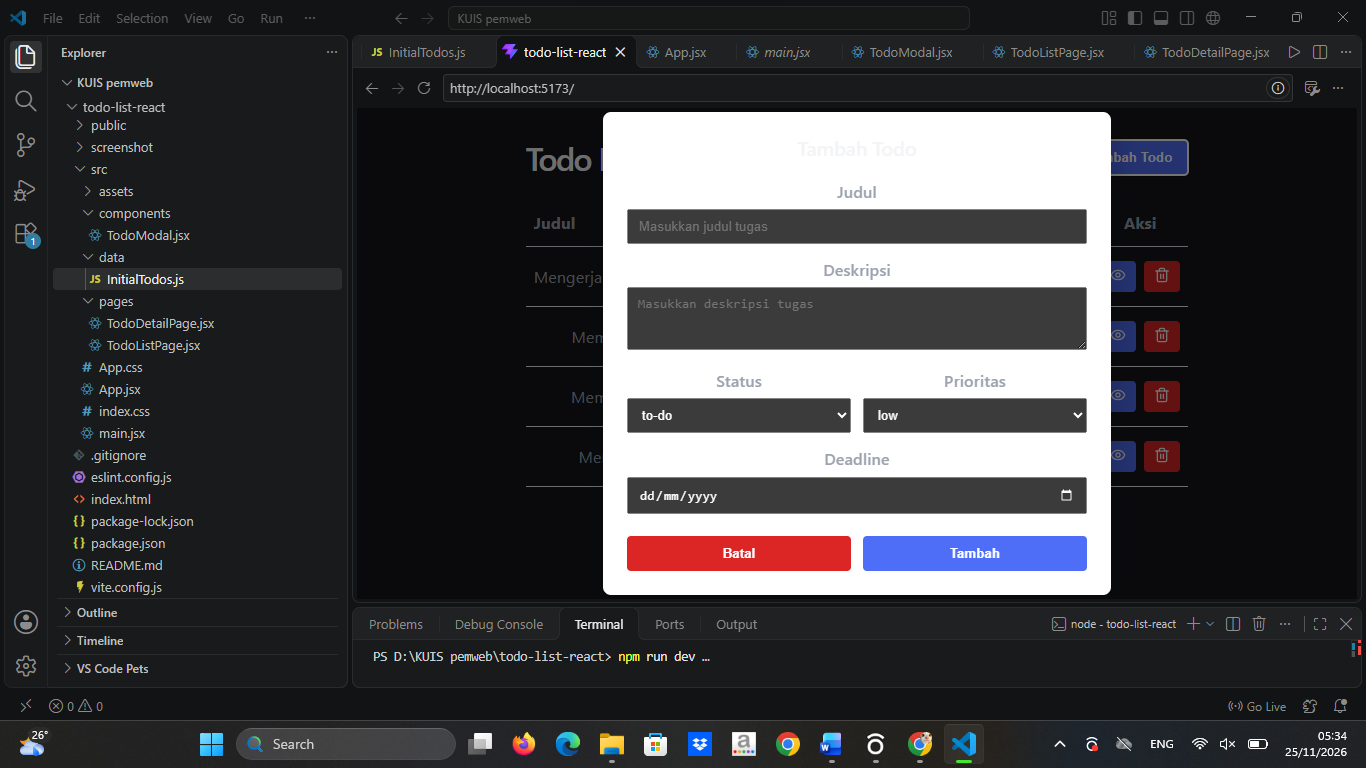 File Edit Selection View Go Run ··· KUIS pemweb
Explorer ···
KUIS pemweb
todo-list-react
public
screenshot
src
assets
components
TodoModal.jsx
data
JS InitialTodos.js
pages
TodoDetailPage.jsx
TodoListPage.jsx
# App.css
App.jsx
# index.css
main.jsx
.gitignore
eslint.config.js
<> index.html
{} package-lock.json
{} package.json
README.md
vite.config.js
Outline
Timeline
VS Code Pets
1
JS InitialTodos.js todo-list-react App.jsx main.jsx TodoModal.jsx TodoListPage.jsx TodoDetailPage.jsx ···
http://localhost:5173/
Todo
Judul Aksi
Tambah Todo
Judul
Masukkan judul tugas
Deskripsi
Masukkan deskripsi tugas
Status Prioritas
to-do low
Deadline
dd/mm/yyyy
Batal Tambah
Problems Debug Console Terminal Ports Output node - todo-list-react ···
PS D:\KUIS pemweb\todo-list-react> npm run dev …
0 0 Go Live
26° Search ENG 05:34
25/11/2026